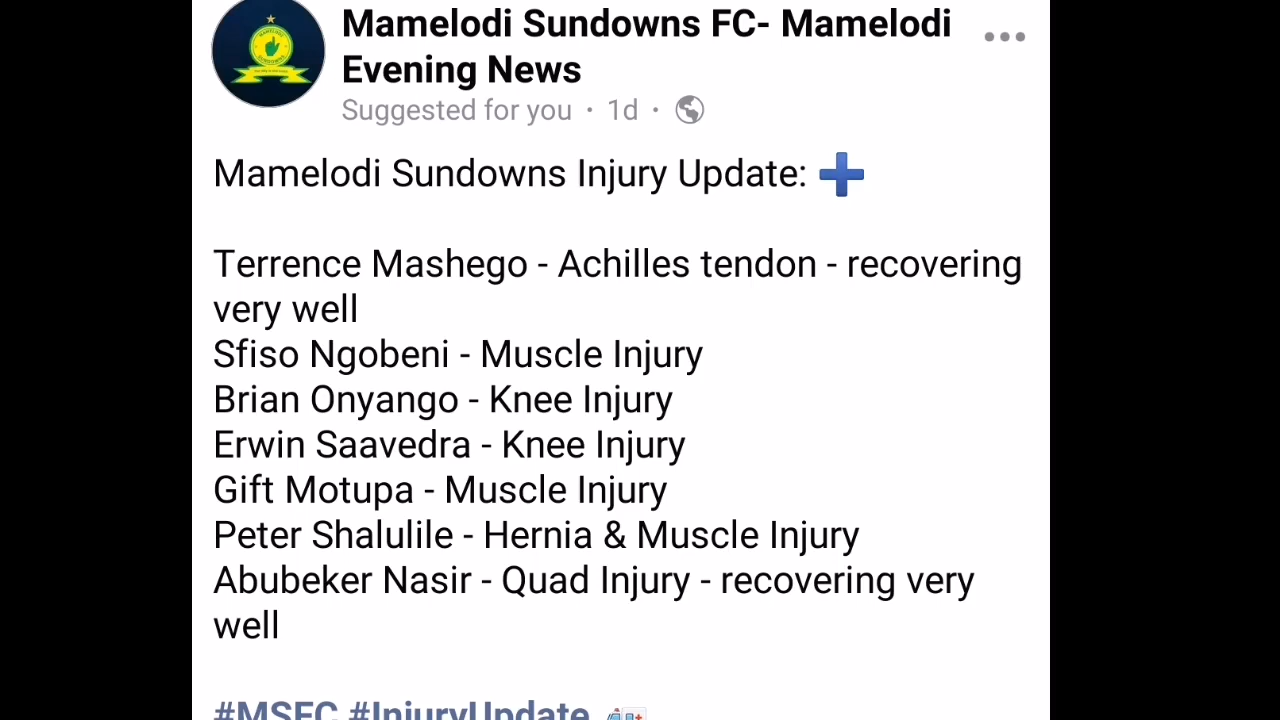 Mamelodi Sundowns FC- Mamelodi
Evening News
Suggested for you · 1d ·
Mamelodi Sundowns Injury Update: ➕
Terrence Mashego - Achilles tendon - recovering
very well
Sfiso Ngobeni - Muscle Injury
Brian Onyango - Knee Injury
Erwin Saavedra - Knee Injury
Gift Motupa - Muscle Injury
Peter Shalulile - Hernia & Muscle Injury
Abubeker Nasir - Quad Injury - recovering very
well
#MSFC #InjuryUpdate 🚑